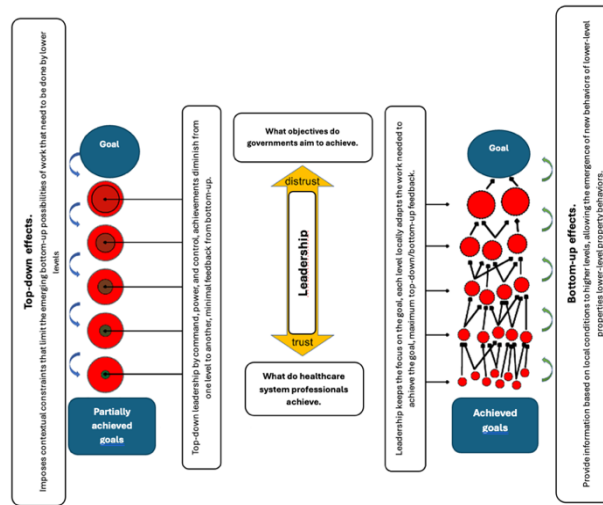 Top-down effects.
Imposes contextual constraints that limit the emerging bottom-up possibilities of work that need to be done by lower
levels
Goal
Partially
achieved
goals
Top-down leadership by command, power, and control, achievements diminish from
one level to another, minimal feedback from bottom-up.
What objectives do
governments aim to achieve.
distrust
Leadership
trust
What do healthcare
system professionals
achieve.
Leadership keeps the focus on the goal, each level locally adapts the work needed to
achieve the goal, maximum top-down/bottom-up feedback.
Goal
Achieved
goals
Bottom-up effects.
Provide information based on local conditions to higher levels, allowing the emergence of new behaviors of lower-level
properties lower-level property behaviors.